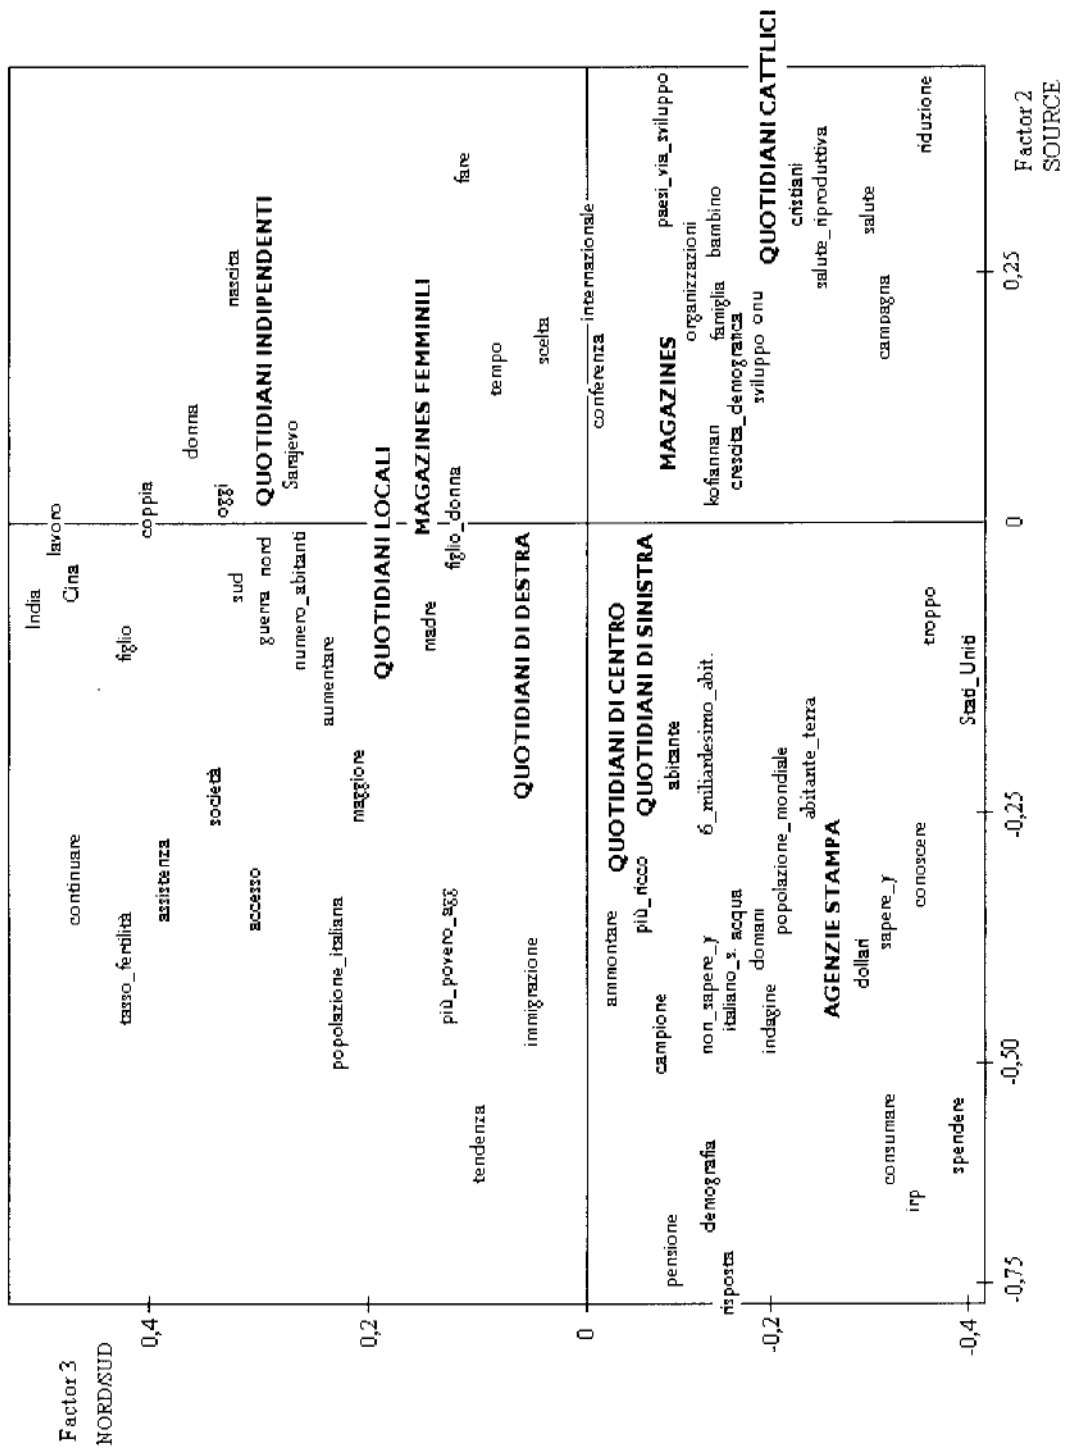 Factor 3
NORD/SUD
0,4
0,2
0
-0,2
-0,4
India
lavoro
Cina
continuare
figlio
coppia
tasso_fertilità
assistenza
donna
società
oggi
nascita
sud
accesso
guerra nord
QUOTIDIANI INDIPENDENTI
Sarajevo
numero_abitanti
aumentare
popolazione_italiana
maggiore
QUOTIDIANI LOCALI
MAGAZINES FEMMINILI
madre
più_povero_agg
figlio_donna
fare
tendenza
tempo
immigrazione
QUOTIDIANI DI DESTRA
scelta
internazionale
conferenza
ammontare
QUOTIDIANI DI CENTRO
più_ricco
QUOTIDIANI DI SINISTRA
campione
pensione
abitante
MAGAZINES
paesi_via_sviluppo
organizzazioni
demografia
non_sapere_y
6_miliardesimo_abit.
kofiannan
famiglia
bambino
risposta
italiano_s. acqua
crescita_demografica
domani
sviluppo onu
QUOTIDIANI CATTLICI
indagine
popolazione_mondiale
cristiani
abitante_terra
salute_riproduttiva
AGENZIE STAMPA
dollari
salute
consumare
sapere_y
campagna
irp
conoscere
troppo
riduzione
spendere
Stati_Uniti
-0,75
-0,50
-0,25
0
0,25
Factor 2
SOURCE